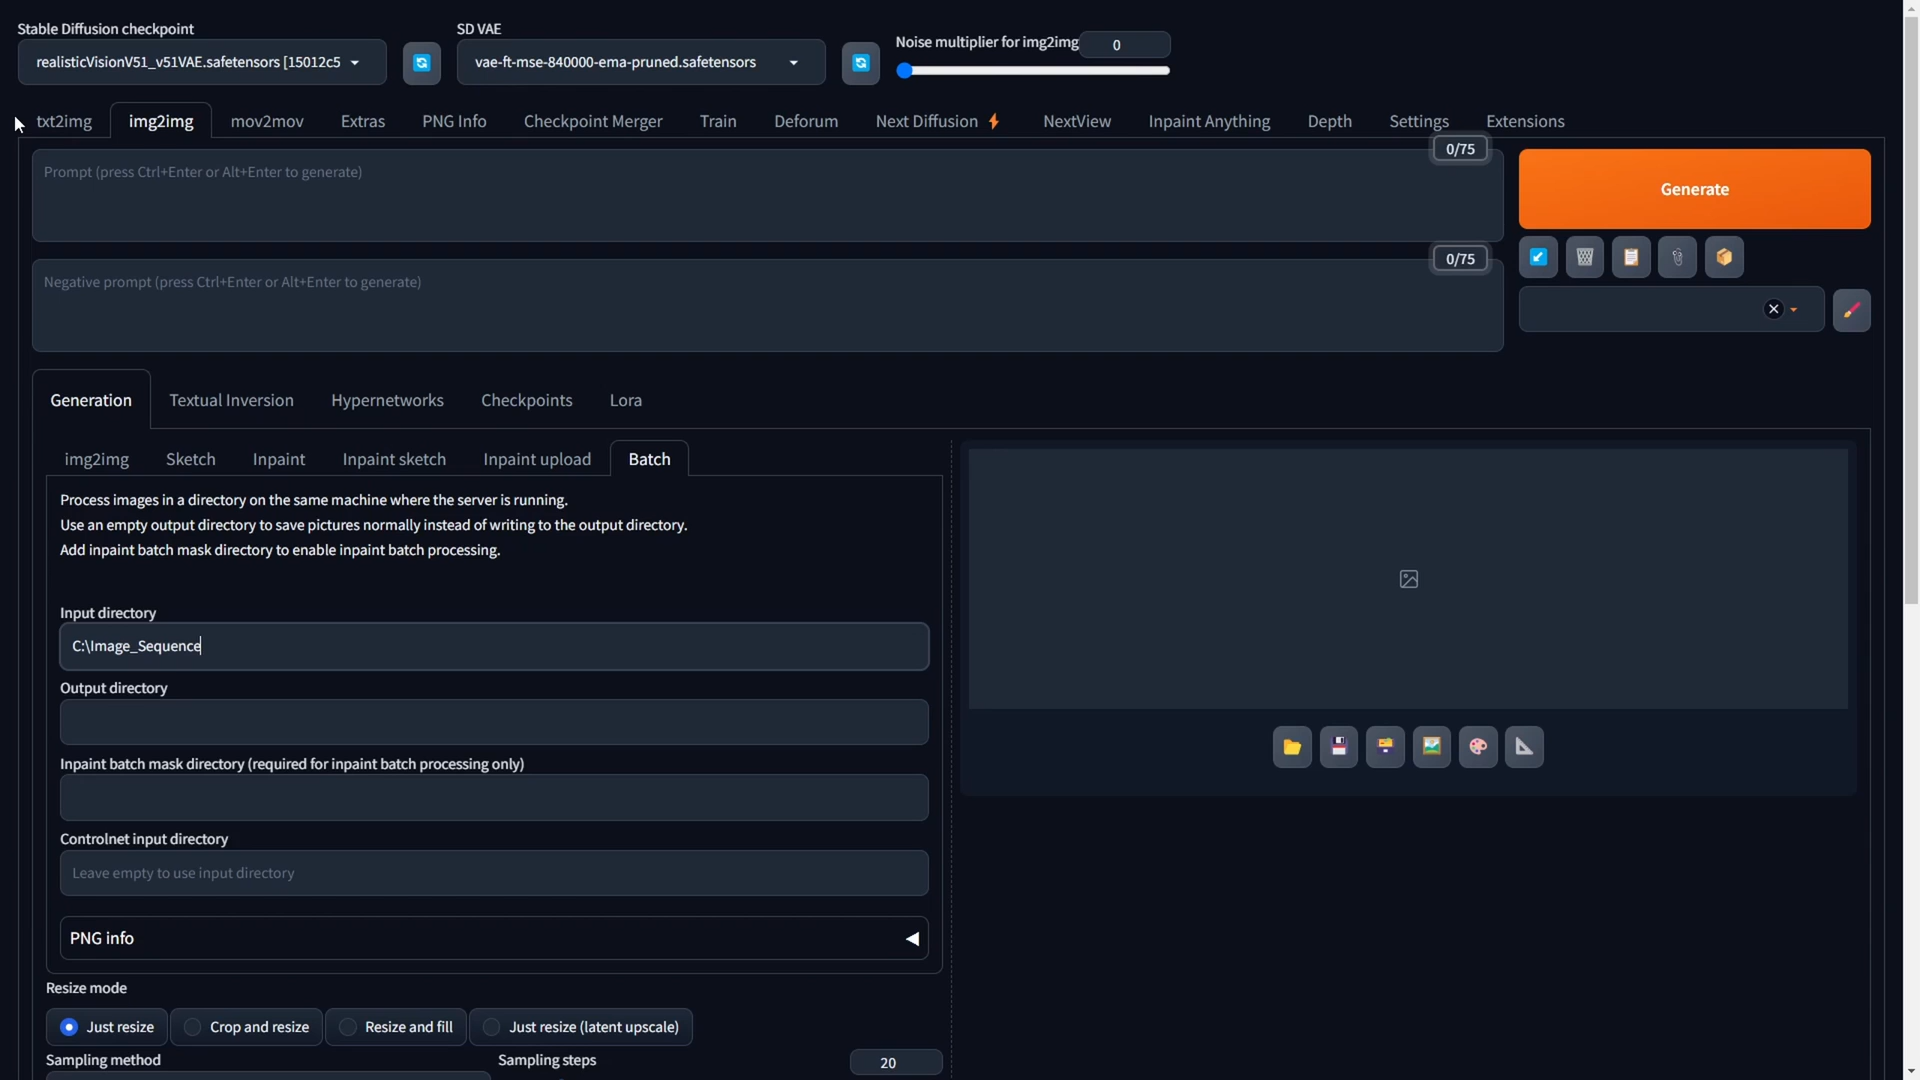 Stable Diffusion checkpoint
SD VAE
Noise multiplier for img2img
0
realisticVisionV51_v51VAE.safetensors [15012c5
vae-ft-mse-840000-ema-pruned.safetensors
txt2img
img2img
mov2mov
Extras
PNG Info
Checkpoint Merger
Train
Deforum
Next Diffusion
NextView
Inpaint Anything
Depth
Settings
Extensions
0/75
Prompt (press Ctrl+Enter or Alt+Enter to generate)
Generate
0/75
Negative prompt (press Ctrl+Enter or Alt+Enter to generate)
Generation
Textual Inversion
Hypernetworks
Checkpoints
Lora
img2img
Sketch
Inpaint
Inpaint sketch
Inpaint upload
Batch
Process images in a directory on the same machine where the server is running.
Use an empty output directory to save pictures normally instead of writing to the output directory.
Add inpaint batch mask directory to enable inpaint batch processing.
Input directory
C:\Image_Sequence
Output directory
Inpaint batch mask directory (required for inpaint batch processing only)
Controlnet input directory
Leave empty to use input directory
PNG info
Resize mode
Just resize
Crop and resize
Resize and fill
Just resize (latent upscale)
Sampling method
Sampling steps
20